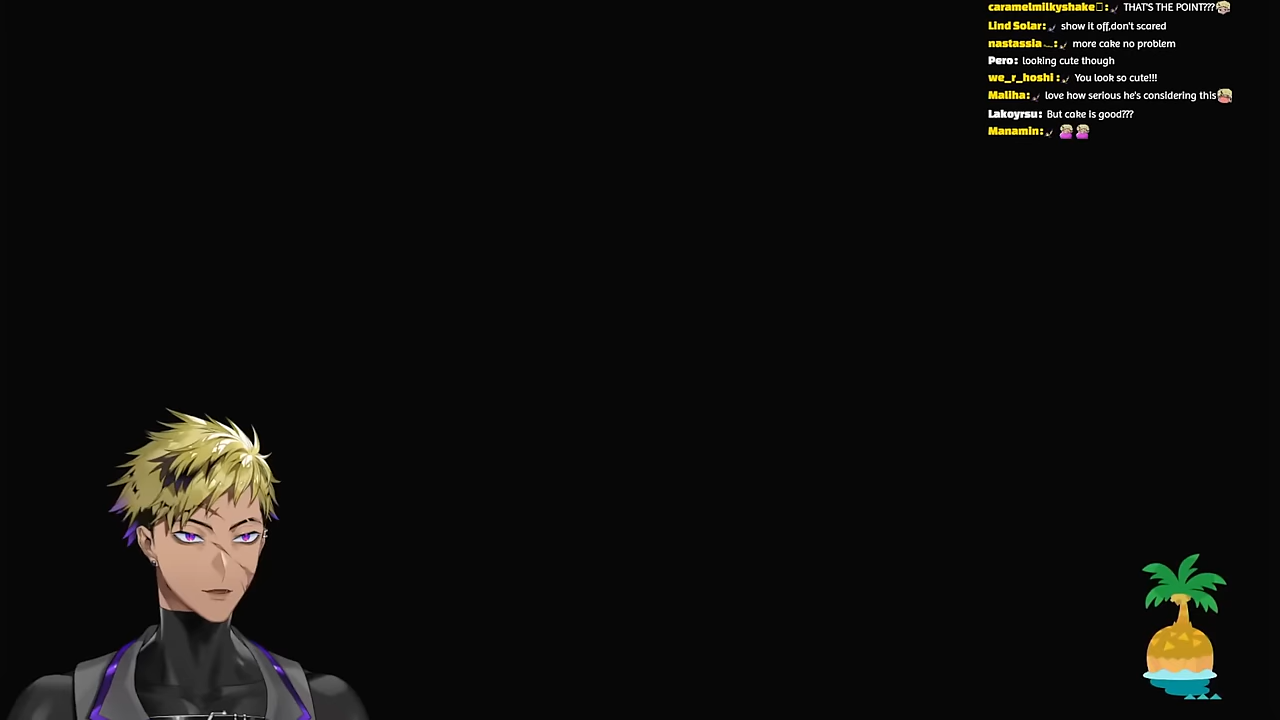 caramelmilkyshake: THAT'S THE POINT???
Lind Solar: show it off,don't scared
nastassia: more cake no problem
Pero: looking cute though
we_r_hoshi : You look so cute!!!
Maliha: love how serious he's considering this
Lakoyrsu: But cake is good???
Manamin: